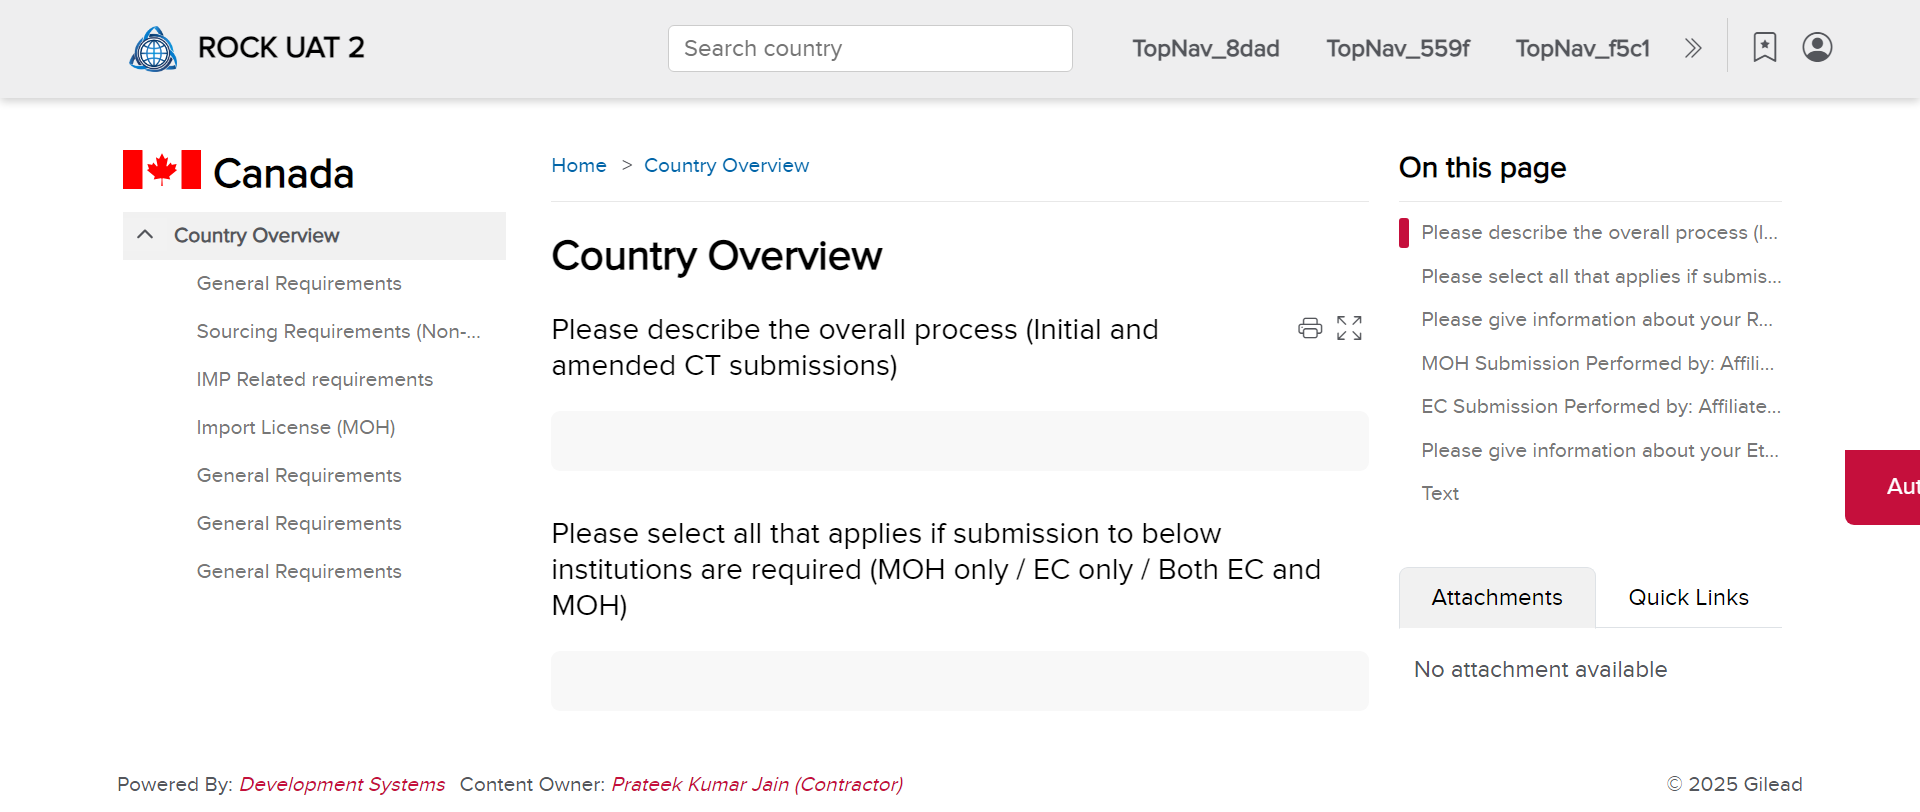 ROCK UAT 2
Search country
TopNav_8dad
TopNav_559f
TopNav_f5c1
Canada
Country Overview
General Requirements
Sourcing Requirements (Non-...
IMP Related requirements
Import License (MOH)
General Requirements
General Requirements
General Requirements
Home > Country Overview
Country Overview
Please describe the overall process (Initial and
amended CT submissions)
Please select all that applies if submission to below
institutions are required (MOH only / EC only / Both EC and
MOH)
On this page
Please describe the overall process (I...
Please select all that applies if submis...
Please give information about your R...
MOH Submission Performed by: Affili...
EC Submission Performed by: Affiliate...
Please give information about your Et...
Text
Aut
Attachments
Quick Links
No attachment available
Powered By: Development Systems Content Owner: Prateek Kumar Jain (Contractor)
© 2025 Gilead